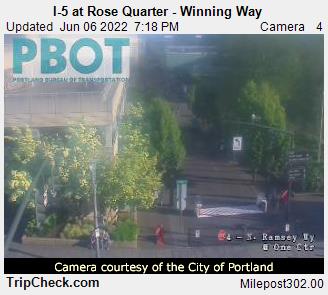 I-5 at Rose Quarter - Winning Way
Updated Jun 06 2022 7:18 PM Camera 4
PBOT
PORTLAND BUREAU OF TRANSPORTATION
4 - N. Ramsey Wy
@ One Ctr
Camera courtesy of the City of Portland
TripCheck.com Milepost302.00